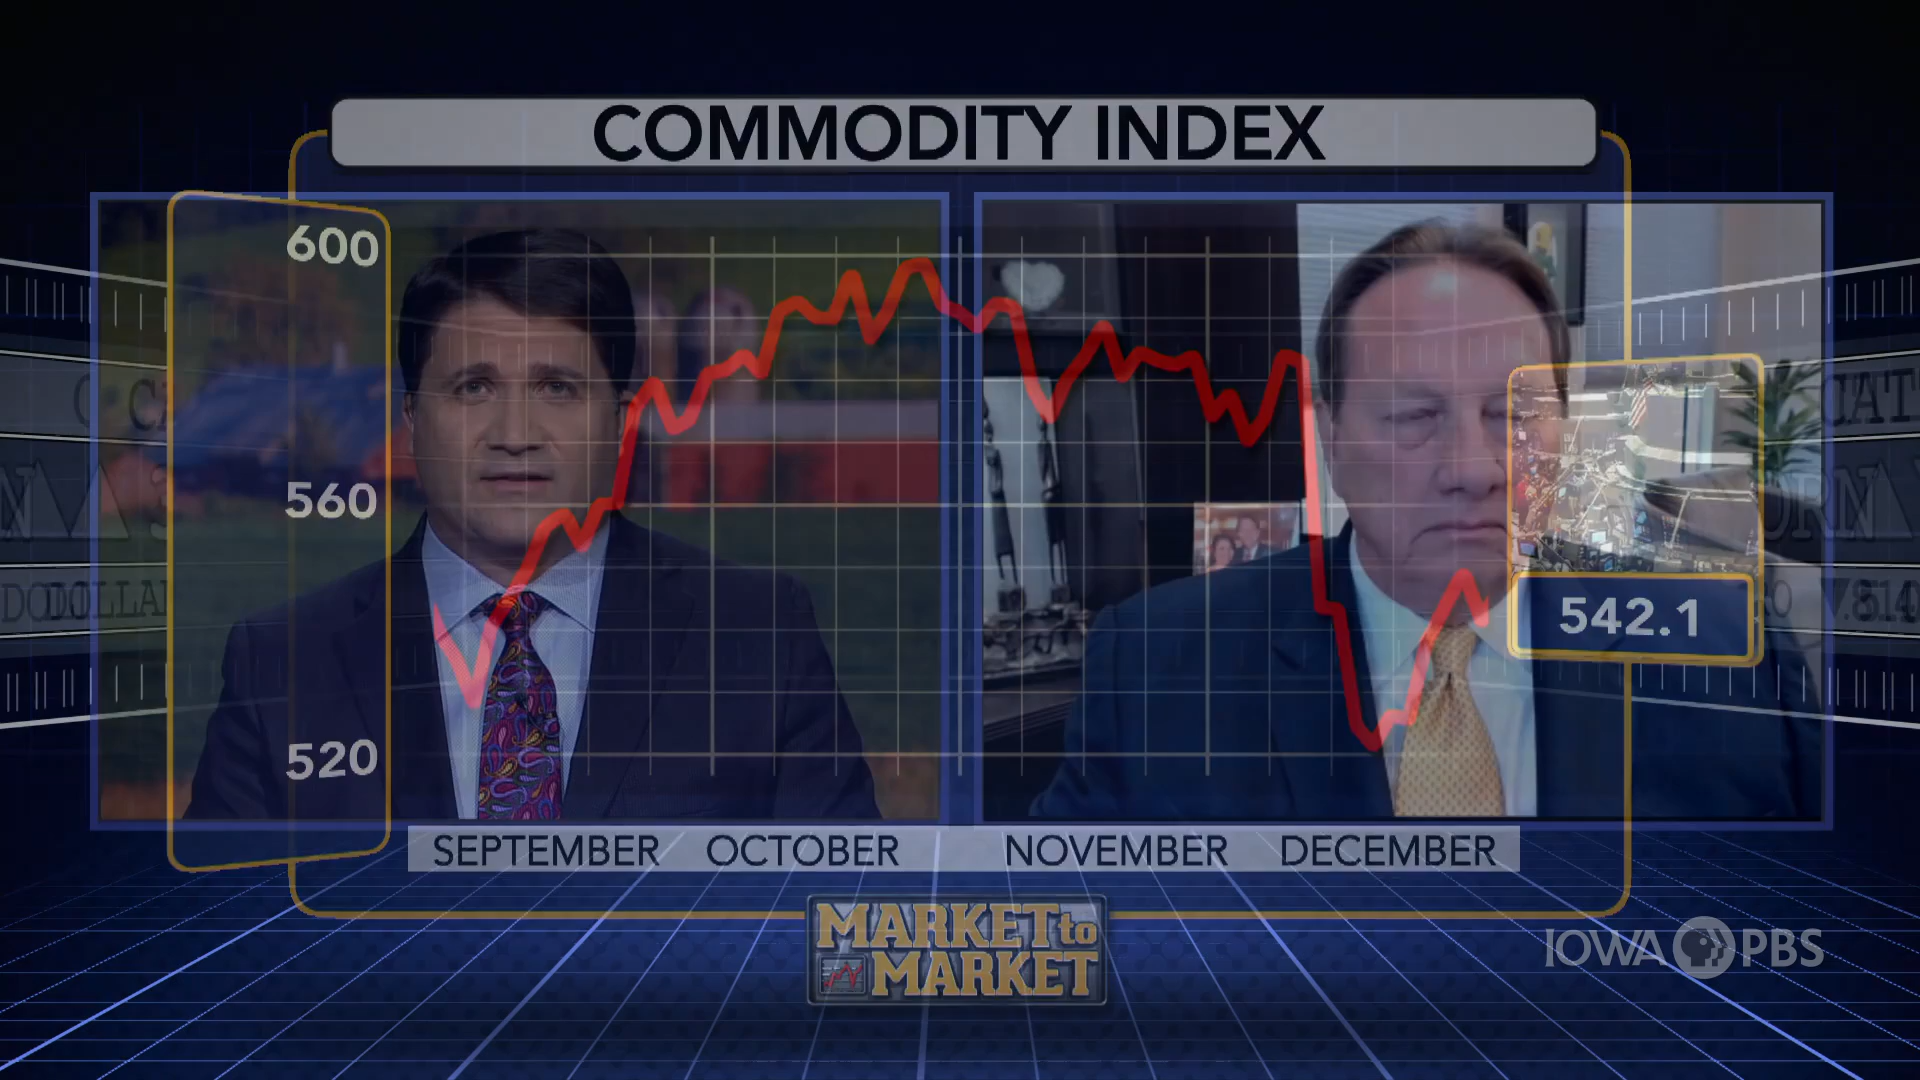 COMMODITY INDEX
600
560
520
542.1
SEPTEMBER OCTOBER NOVEMBER DECEMBER
MARKET to
MARKET
IOWA PBS